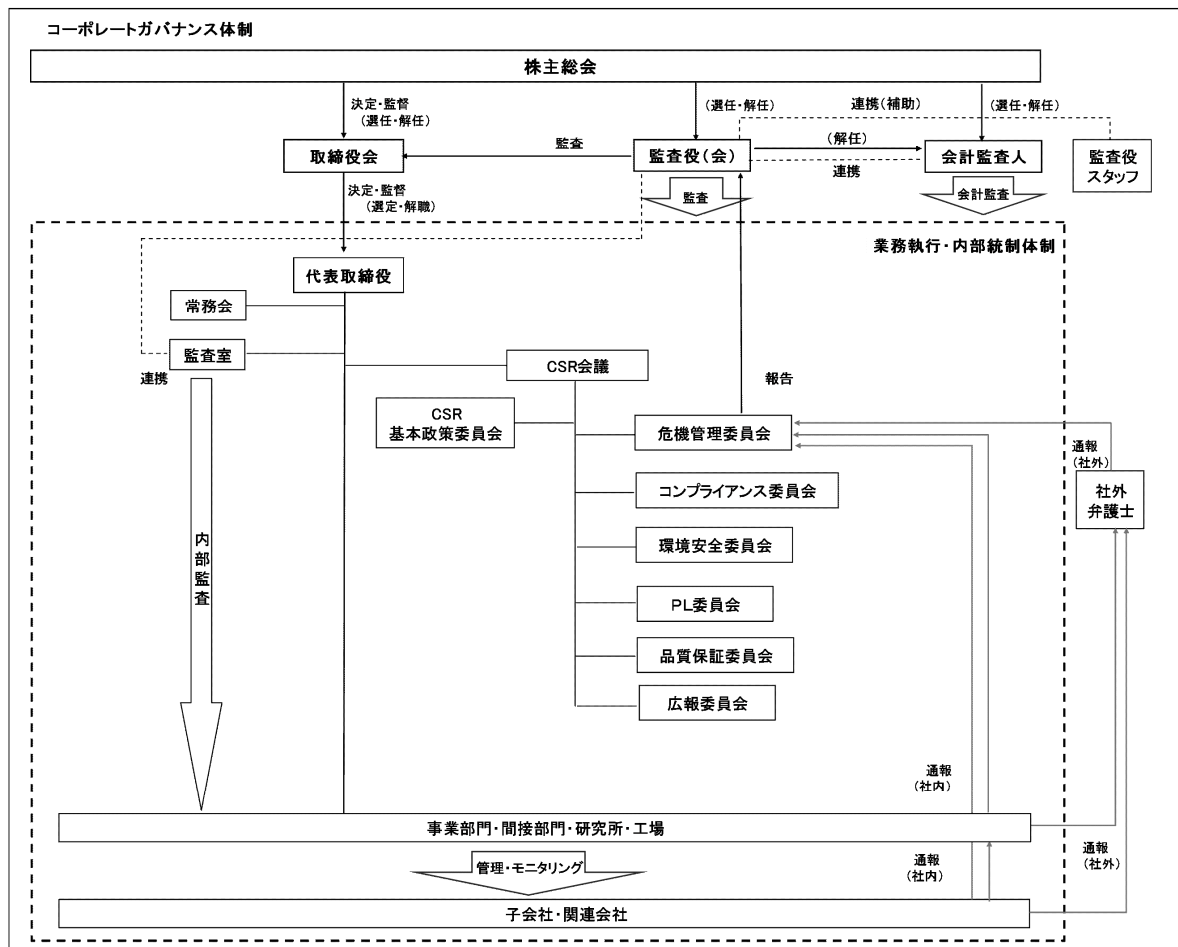 コーポレートガバナンス体制
株主総会
決定・監督
(選任・解任)
(選任・解任)
連携(補助)
(選任・解任)
取締役会
監査
監査役(会)
(解任)
連携
会計監査人
監査役
スタッフ
決定・監督
(選定・解職)
監査
会計監査
業務執行・内部統制体制
代表取締役
常務会
監査室
連携
CSR会議
報告
CSR
基本政策委員会
危機管理委員会
通報
(社外)
コンプライアンス委員会
社外
弁護士
環境安全委員会
内部監査
PL委員会
品質保証委員会
広報委員会
通報
(社内)
事業部門・間接部門・研究所・工場
管理・モニタリング
通報
(社内)
通報
(社外)
子会社・関連会社